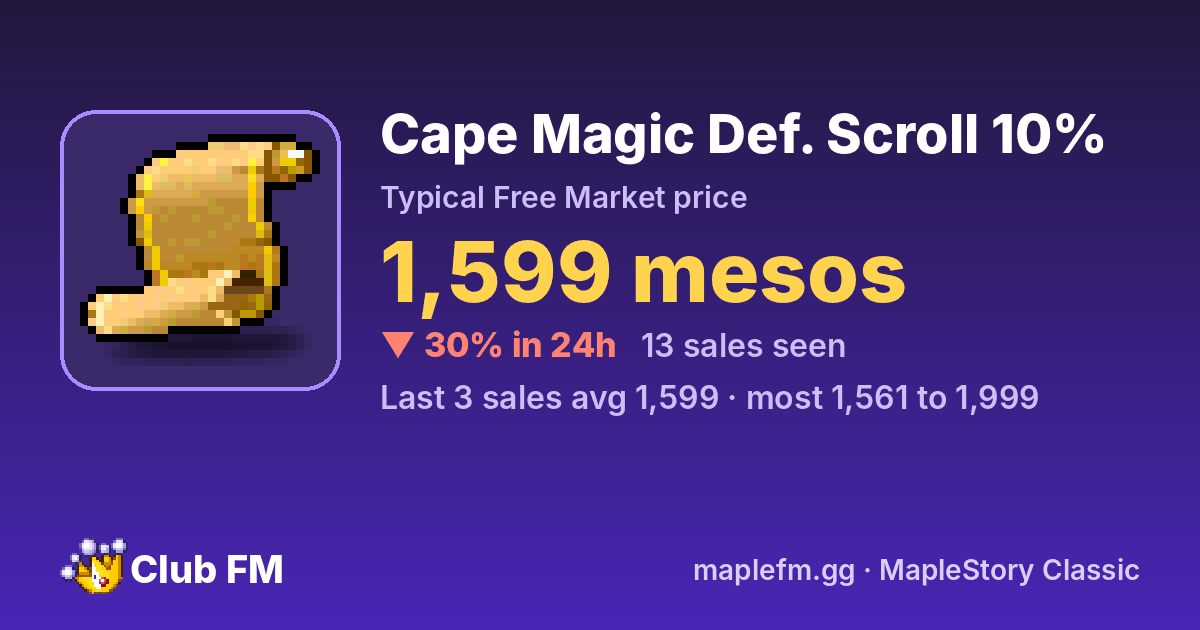 Cape Magic Def. Scroll 10%
Typical Free Market price
1,599 mesos
▼ 30% in 24h 13 sales seen
Last 3 sales avg 1,599 · most 1,561 to 1,999
Club FM
maplefm.gg · MapleStory Classic